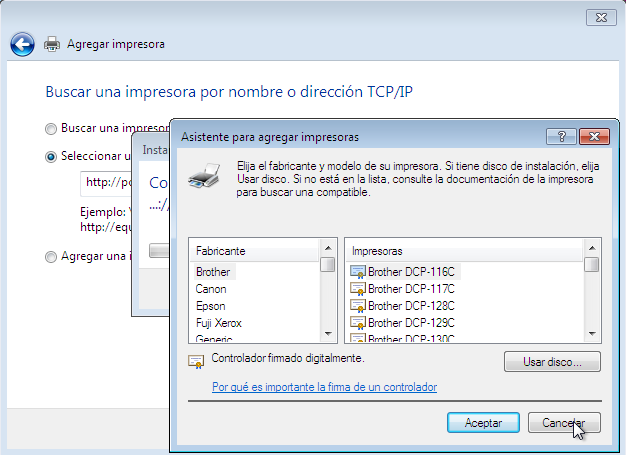 Agregar impresora
Buscar una impresora por nombre o dirección TCP/IP
Buscar una impresor
Seleccionar u
http://po
Ejemplo:
http://equ
Agregar una i
Insta
Co
...:/
Asistente para agregar impresoras
Elija el fabricante y modelo de su impresora. Si tiene disco de instalación, elija
Usar disco. Si no está en la lista, consulte la documentación de la impresora
para buscar una compatible.
Fabricante
Brother
Canon
Epson
Fuji Xerox
Generic
Impresoras
Brother DCP-116C
Brother DCP-117C
Brother DCP-128C
Brother DCP-129C
Brother DCP-130C
Controlador firmado digitalmente.
Usar disco...
Por qué es importante la firma de un controlador
Aceptar
Cancelar